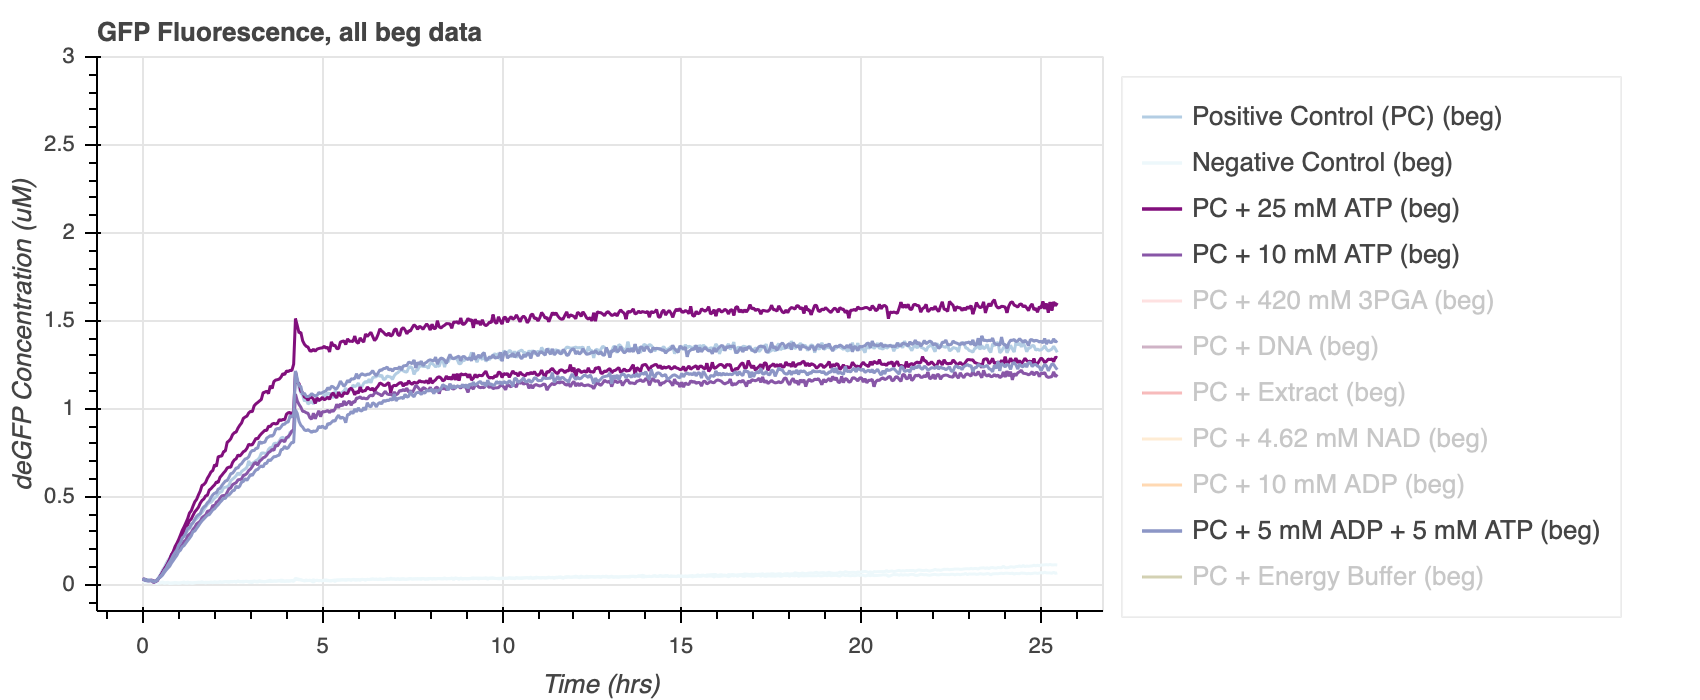 GFP Fluorescence, all beg data
3
2.5
2
1.5
1
0.5
0
deGFP Concentration (uM)
0 5 10 15 20 25
Time (hrs)
Positive Control (PC) (beg)
Negative Control (beg)
PC + 25 mM ATP (beg)
PC + 10 mM ATP (beg)
PC + 420 mM 3PGA (beg)
PC + DNA (beg)
PC + Extract (beg)
PC + 4.62 mM NAD (beg)
PC + 10 mM ADP (beg)
PC + 5 mM ADP + 5 mM ATP (beg)
PC + Energy Buffer (beg)